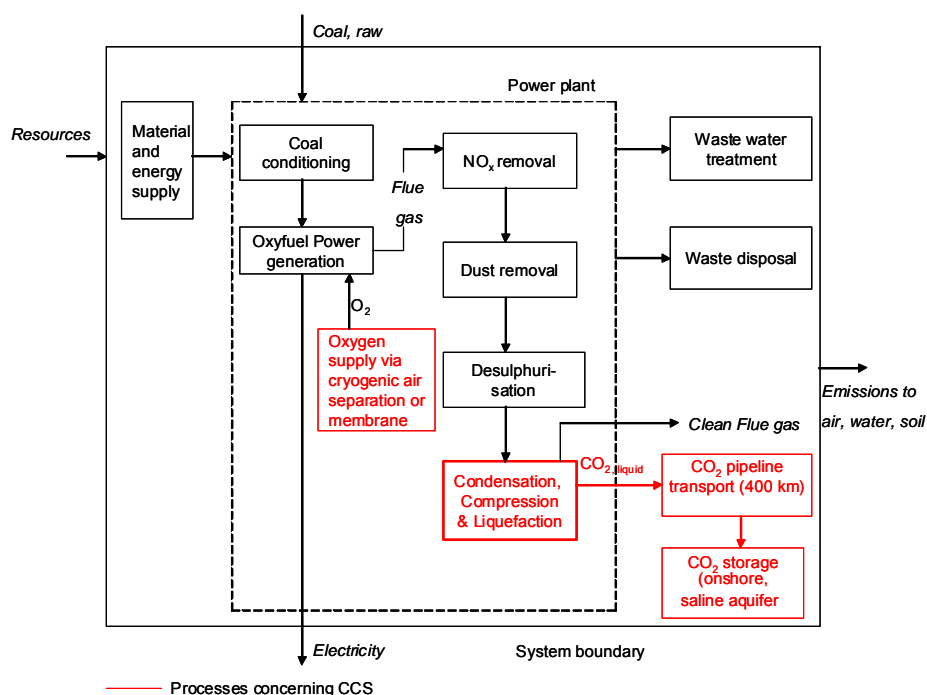 Coal, raw
Power plant
Resources
Material
and
energy
supply
Coal
conditioning
Flue
gas
NOx removal
Waste water
treatment
Oxyfuel Power
generation
Dust removal
Waste disposal
O2
Oxygen
supply via
cryogenic air
separation or
membrane
Desulphuri-
sation
Emissions to
air, water, soil
Clean Flue gas
Condensation,
Compression
& Liquefaction
CO2, liquid
CO2 pipeline
transport (400 km)
CO2 storage
(onshore,
saline aquifer
Electricity
System boundary
Processes concerning CCS